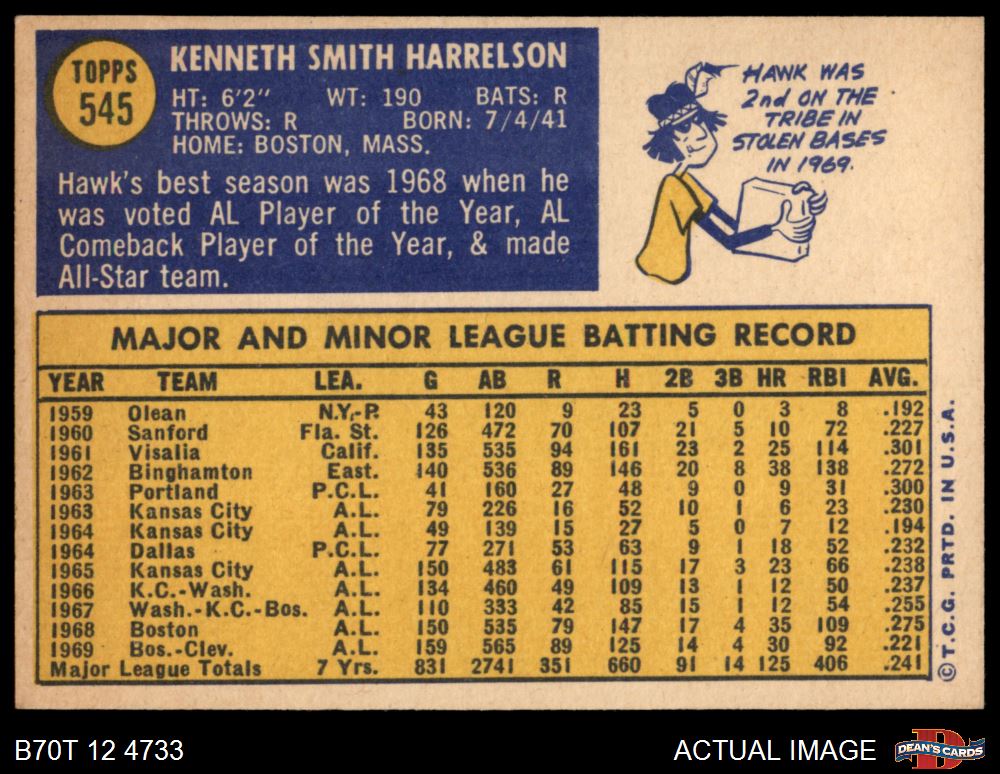 TOPPS
545
KENNETH SMITH HARRELSON
HT: 6'2" WT: 190 BATS: R
THROWS: R BORN: 7/4/41
HOME: BOSTON, MASS.
Hawk's best season was 1968 when he
was voted AL Player of the Year, AL
Comeback Player of the Year, & made
All-Star team.
HAWK WAS
2nd ON THE
TRIBE IN
STOLEN BASES
IN 1969.
MAJOR AND MINOR LEAGUE BATTING RECORD
YEAR TEAM LEA. G AB R H 2B 3B HR RBI AVG.
1959 Olean N.Y.-P. 43 120 9 23 5 0 3 8 .192
1960 Sanford Fla. St. 126 472 70 107 21 5 10 72 .227
1961 Visalia Calif. 135 535 94 161 23 2 25 114 .301
1962 Binghamton East. 140 536 89 146 20 8 38 138 .272
1963 Portland P.C.L. 41 160 27 48 9 0 9 31 .300
1963 Kansas City A.L. 79 226 16 52 10 1 6 23 .230
1964 Kansas City A.L. 49 139 15 27 5 0 7 12 .194
1964 Dallas P.C.L. 77 271 53 63 9 1 18 52 .232
1965 Kansas City A.L. 150 483 61 115 17 3 23 66 .238
1966 K.C.-Wash. A.L. 134 460 49 109 13 1 12 50 .237
1967 Wash.-K.C.-Bos. A.L. 110 333 42 85 15 1 12 54 .255
1968 Boston A.L. 150 535 79 147 17 4 35 109 .275
1969 Bos.-Clev. A.L. 159 565 89 125 14 4 30 92 .221
Major League Totals 7 Yrs. 831 2741 351 660 91 14 125 406 .241
©T.C.G. PRTD. IN U.S.A.
B70T 12 4733
ACTUAL IMAGE
DEAN'S CARDS